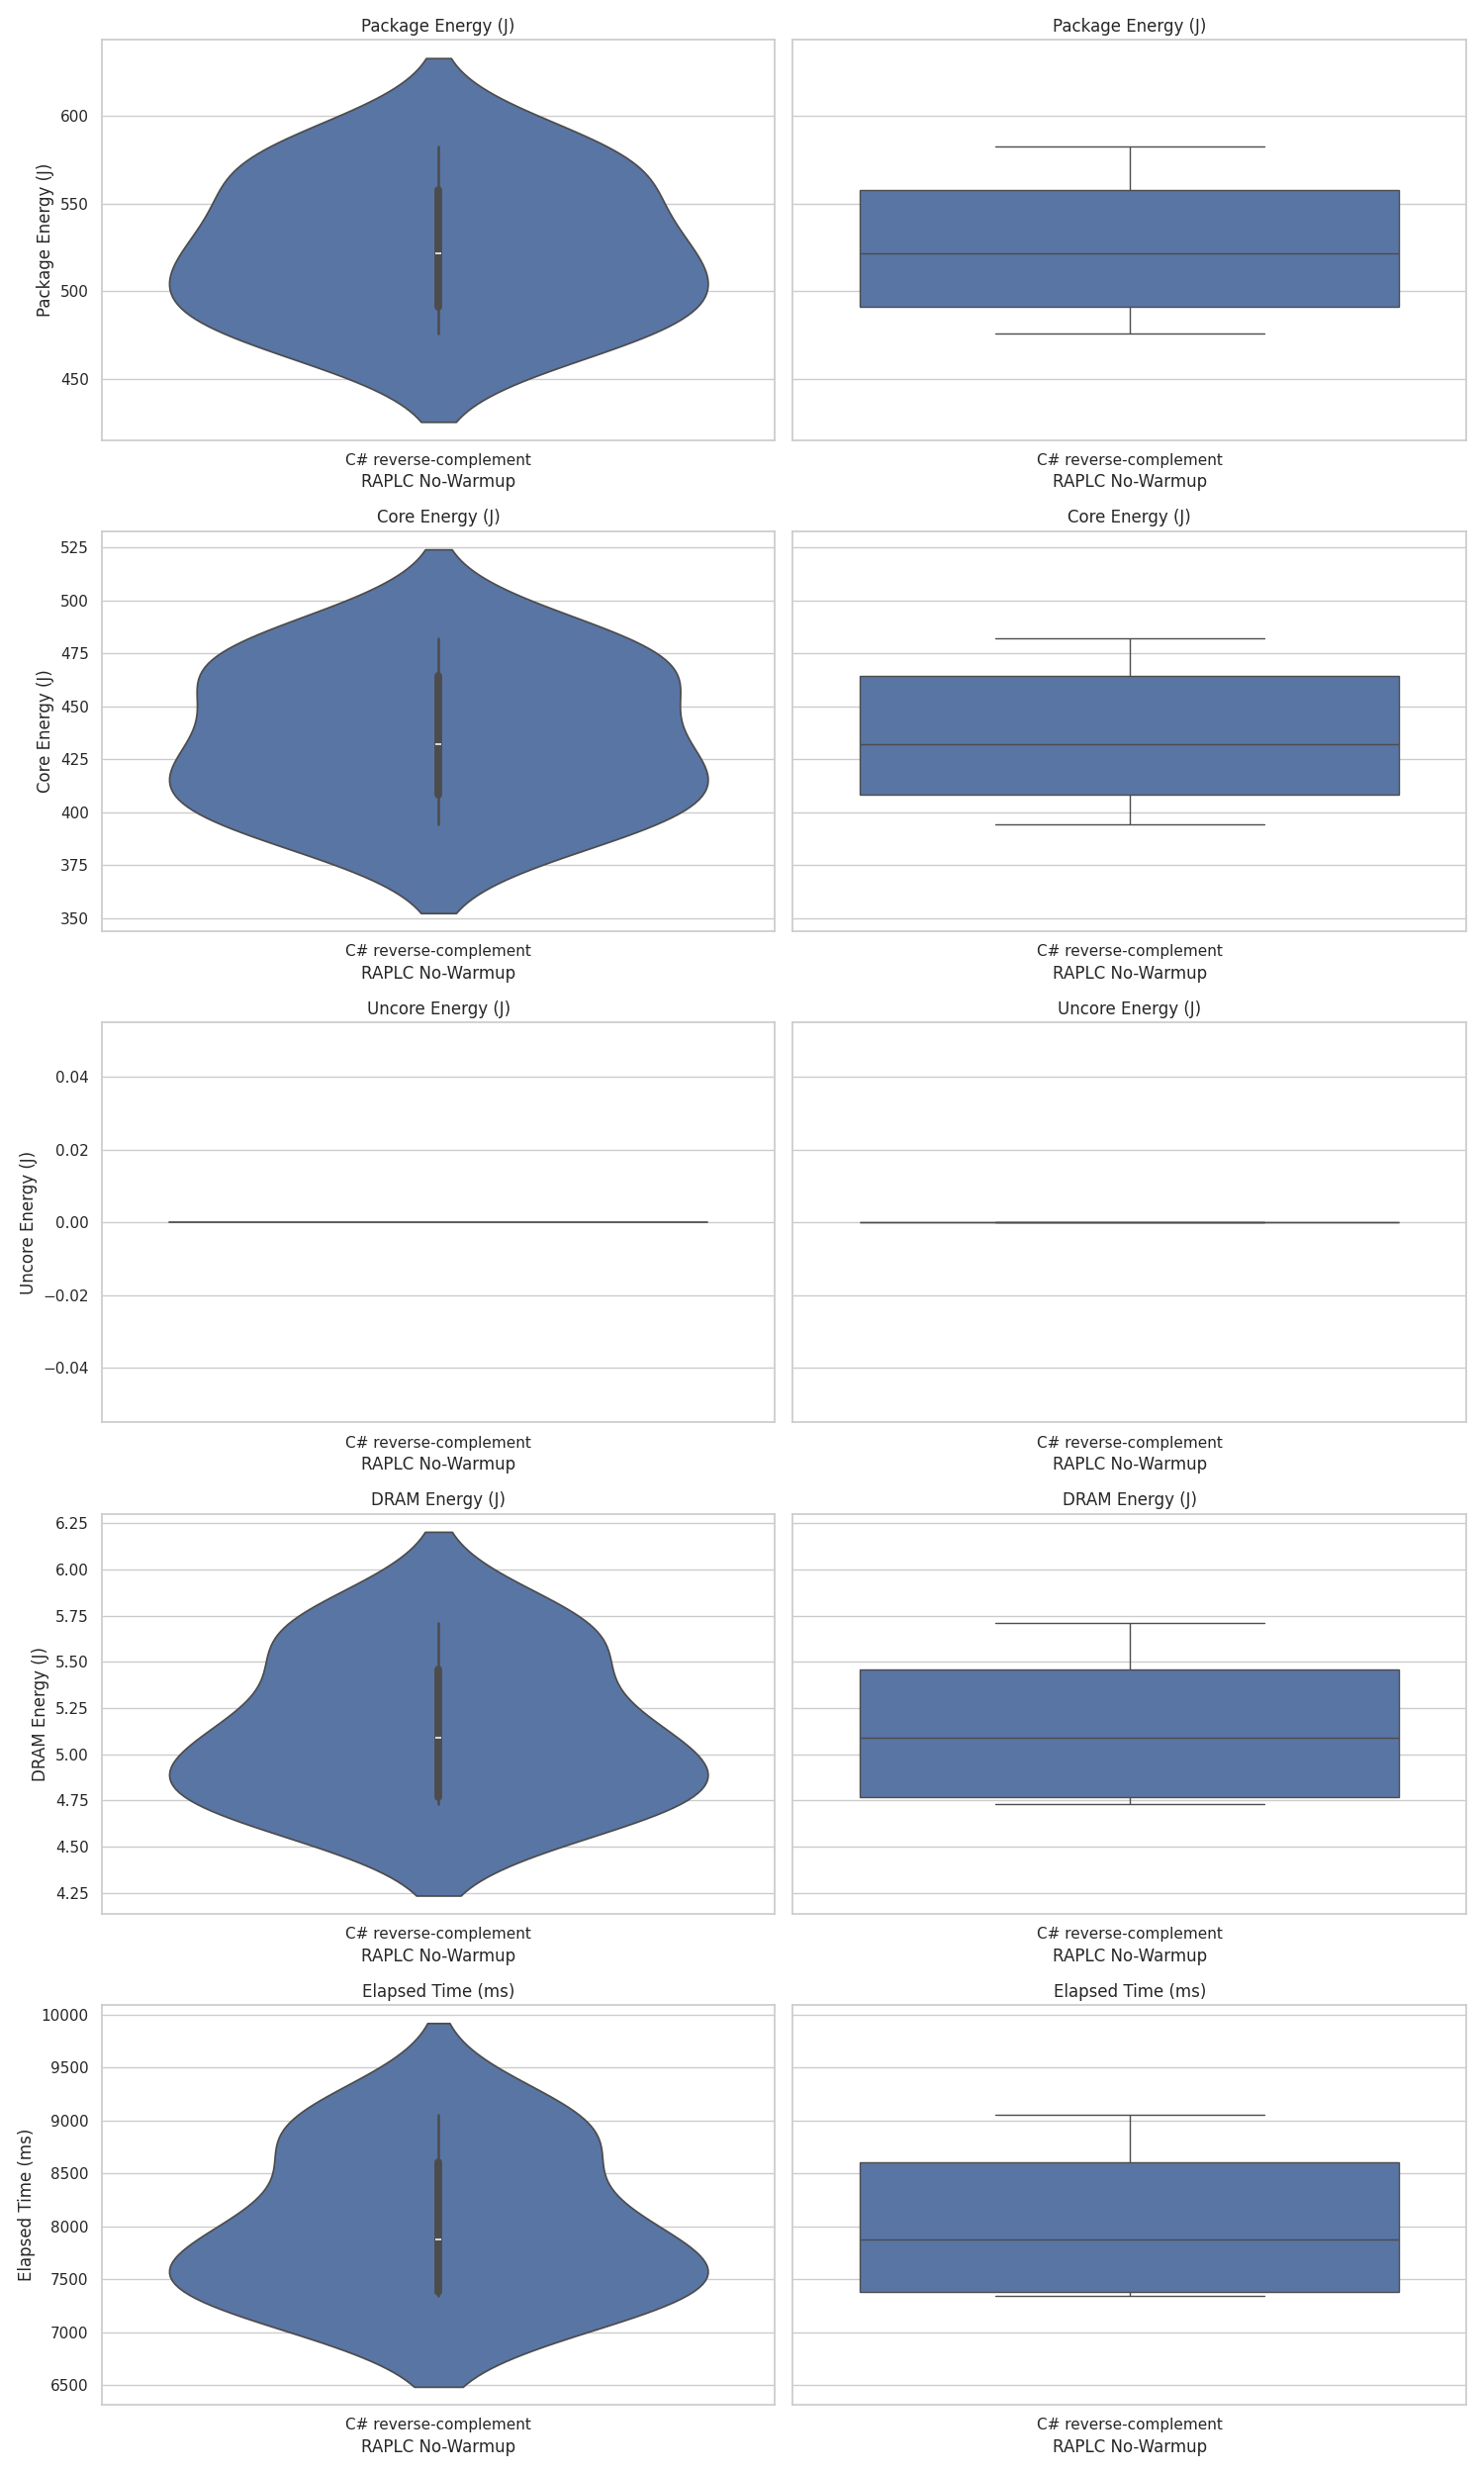 Package Energy (J)
Package Energy (J)
Package Energy (J)
600
550
500
450
C# reverse-complement
RAPLC No-Warmup
C# reverse-complement
RAPLC No-Warmup
Core Energy (J)
Core Energy (J)
Core Energy (J)
525
500
475
450
425
400
375
350
C# reverse-complement
RAPLC No-Warmup
C# reverse-complement
RAPLC No-Warmup
Uncore Energy (J)
Uncore Energy (J)
Uncore Energy (J)
0.04
0.02
0.00
−0.02
−0.04
C# reverse-complement
RAPLC No-Warmup
C# reverse-complement
RAPLC No-Warmup
DRAM Energy (J)
DRAM Energy (J)
DRAM Energy (J)
6.25
6.00
5.75
5.50
5.25
5.00
4.75
4.50
4.25
C# reverse-complement
RAPLC No-Warmup
C# reverse-complement
RAPLC No-Warmup
Elapsed Time (ms)
Elapsed Time (ms)
Elapsed Time (ms)
10000
9500
9000
8500
8000
7500
7000
6500
C# reverse-complement
RAPLC No-Warmup
C# reverse-complement
RAPLC No-Warmup